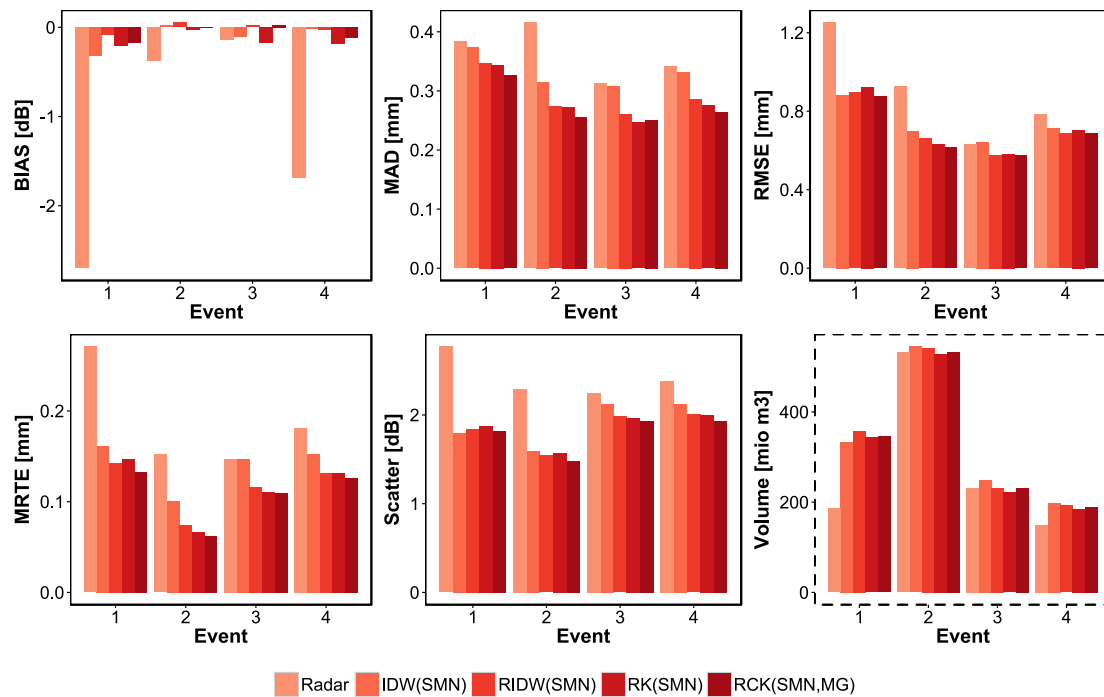 BIAS [dB]
0
-1
-2
1 2 3 4
Event
MAD [mm]
0.4
0.3
0.2
0.1
0.0
1 2 3 4
Event
RMSE [mm]
1.2
0.8
0.4
0.0
1 2 3 4
Event
MRTE [mm]
0.2
0.1
0.0
1 2 3 4
Event
Scatter [dB]
2
1
0
1 2 3 4
Event
Volume [mio m3]
400
200
0
1 2 3 4
Event
Radar IDW(SMN) RIDW(SMN) RK(SMN) RCK(SMN,MG)